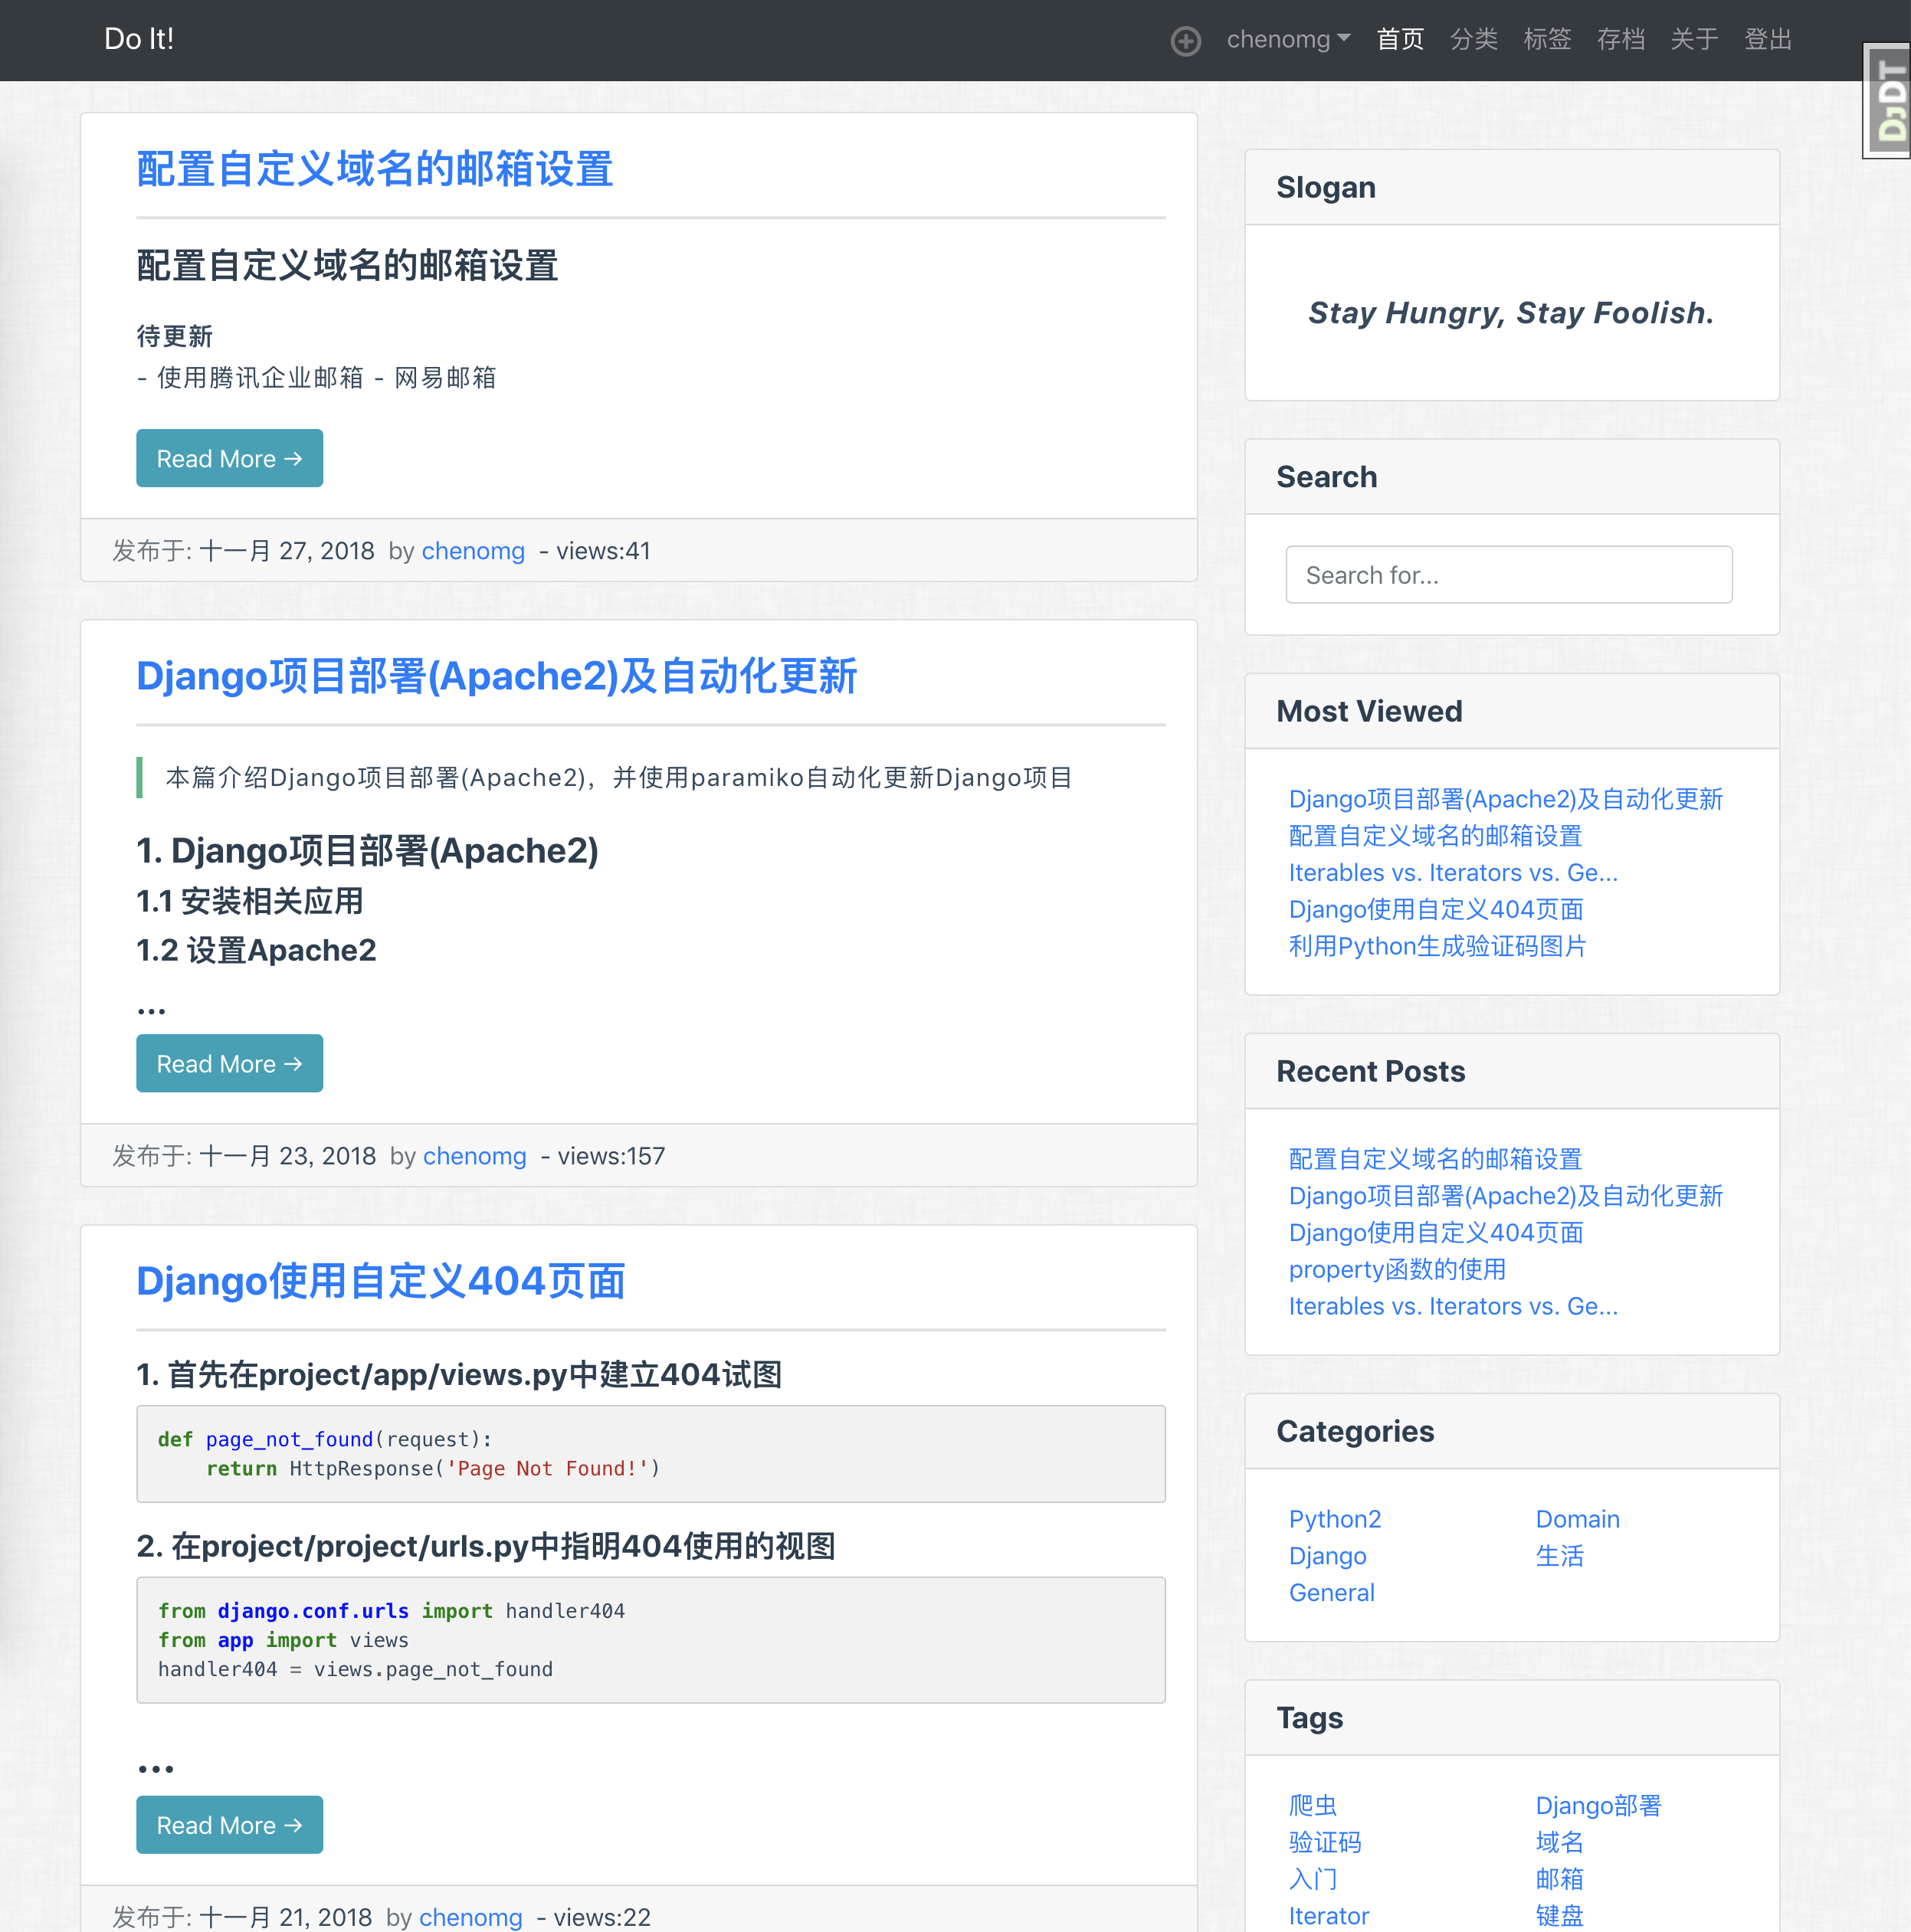 Do It!
chenomg 首页 分类 标签 存档 关于 登出
DJDT
配置自定义域名的邮箱设置
配置自定义域名的邮箱设置
待更新
- 使用腾讯企业邮箱 - 网易邮箱
Read More →
发布于: 十一月 27, 2018 by chenomg - views:41
Django项目部署(Apache2)及自动化更新
本篇介绍Django项目部署(Apache2)，并使用paramiko自动化更新Django项目
1. Django项目部署(Apache2)
1.1 安装相关应用
1.2 设置Apache2
...
Read More →
发布于: 十一月 23, 2018 by chenomg - views:157
Django使用自定义404页面
1. 首先在project/app/views.py中建立404试图
def page_not_found(request):
    return HttpResponse('Page Not Found!')
2. 在project/project/urls.py中指明404使用的视图
from django.conf.urls import handler404
from app import views
handler404 = views.page_not_found
...
Read More →
发布于: 十一月 21, 2018 by chenomg - views:22
Slogan
Stay Hungry, Stay Foolish.
Search
Search for...
Most Viewed
Django项目部署(Apache2)及自动化更新
配置自定义域名的邮箱设置
Iterables vs. Iterators vs. Ge...
Django使用自定义404页面
利用Python生成验证码图片
Recent Posts
配置自定义域名的邮箱设置
Django项目部署(Apache2)及自动化更新
Django使用自定义404页面
property函数的使用
Iterables vs. Iterators vs. Ge...
Categories
Python2 Domain
Django 生活
General
Tags
爬虫 Django部署
验证码 域名
入门 邮箱
Iterator 键盘